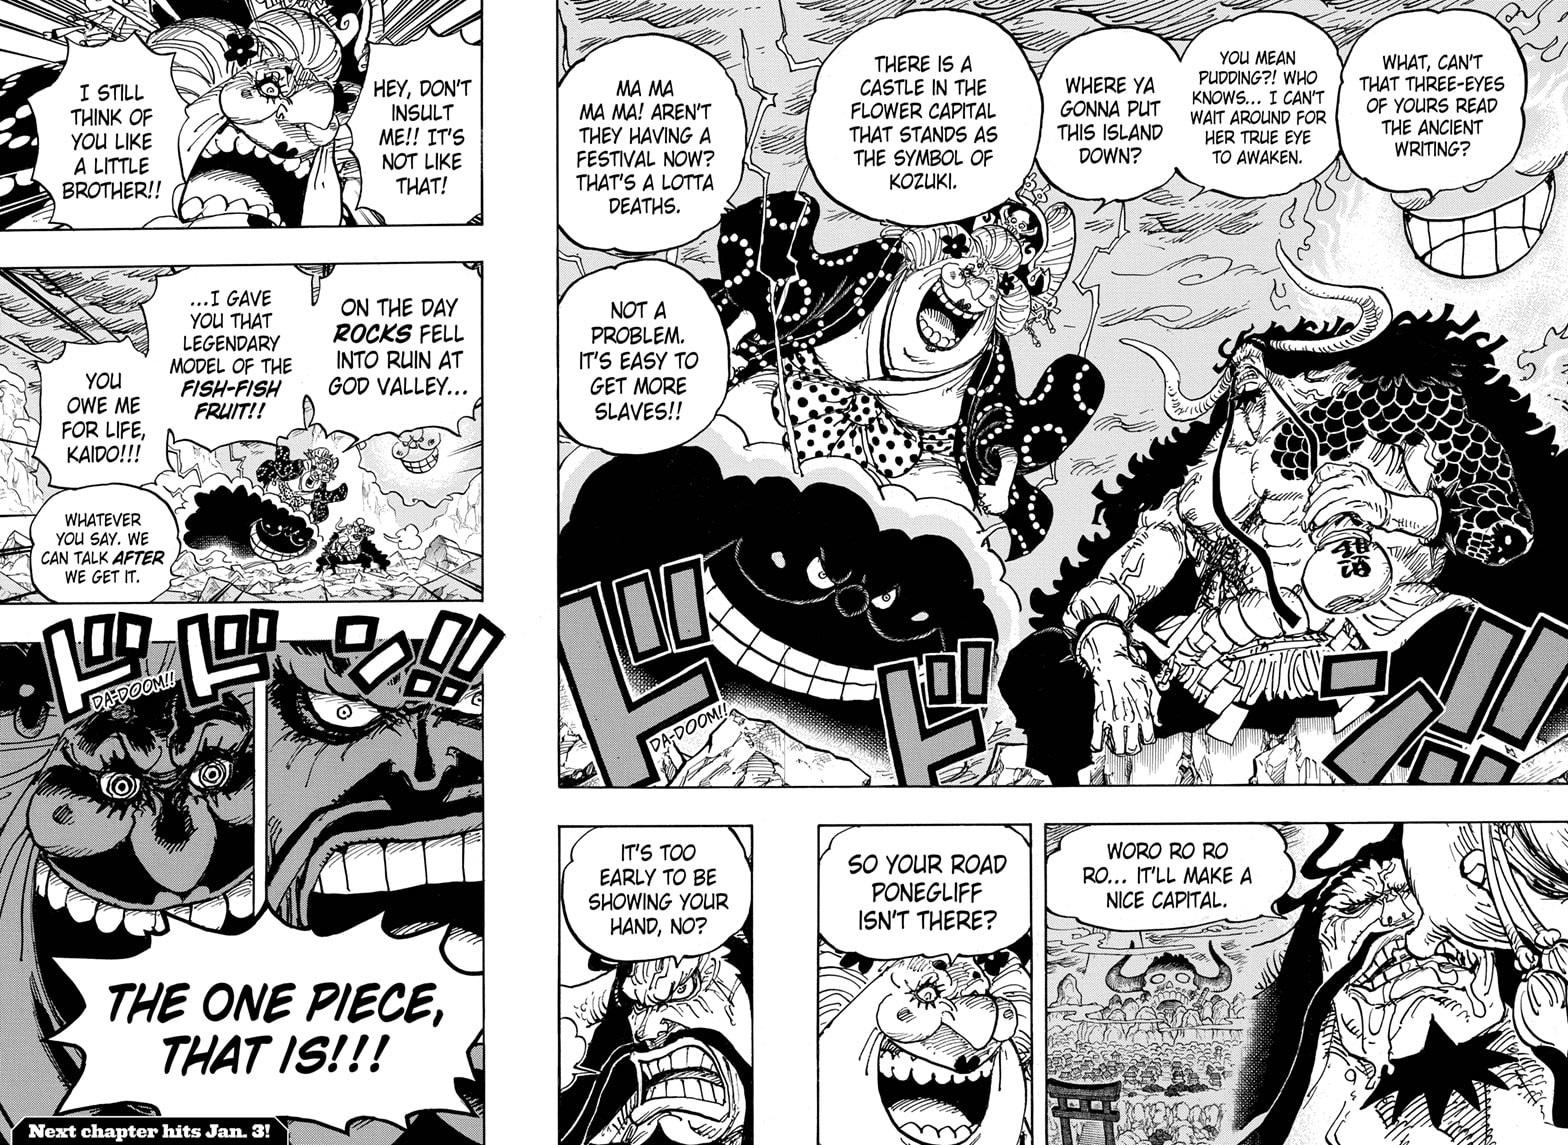 WHAT, CAN'T
THAT THREE-EYES
OF YOURS READ
THE ANCIENT
WRITING?
YOU MEAN
PUDDING?! WHO
KNOWS... I CAN'T
WAIT AROUND FOR
HER TRUE EYE
TO AWAKEN.
WHERE YA
GONNA PUT
THIS ISLAND
DOWN?
THERE IS A
CASTLE IN THE
FLOWER CAPITAL
THAT STANDS AS
THE SYMBOL OF
KOZUKI.
MA MA
MA MA! AREN'T
THEY HAVING A
FESTIVAL NOW?
THAT'S A LOTTA
DEATHS.
NOT A
PROBLEM.
IT'S EASY TO
GET MORE
SLAVES!!
ドドン!!
DA-DOOM!!
WORO RO RO
RO... IT'LL MAKE A
NICE CAPITAL.
SO YOUR ROAD
PONEGLIFF
ISN'T THERE?
IT'S TOO
EARLY TO BE
SHOWING YOUR
HAND, NO?
HEY, DON'T
INSULT
ME!! IT'S
NOT LIKE
THAT!
I STILL
THINK OF
YOU LIKE
A LITTLE
BROTHER!!
ON THE DAY
ROCKS FELL
INTO RUIN AT
GOD VALLEY...
...I GAVE
YOU THAT
LEGENDARY
MODEL OF THE
FISH-FISH
FRUIT!!
YOU
OWE ME
FOR LIFE,
KAIDO!!!
WHATEVER
YOU SAY. WE
CAN TALK AFTER
WE GET IT.
ドドン!!
DA-DOOM!!
THE ONE PIECE,
THAT IS!!!
Next chapter hits Jan. 3!